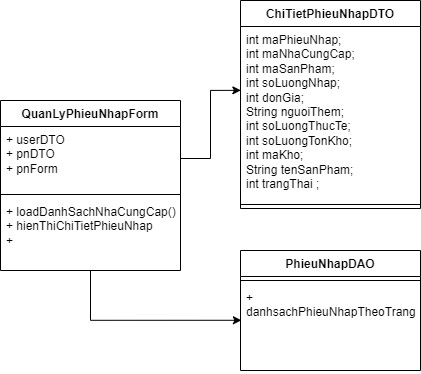 ChiTietPhieuNhapDTO
int maPhieuNhap;
int maNhaCungCap;
int maSanPham;
int soLuongNhap;
int donGia;
String nguoiThem;
int soLuongThucTe;
int soLuongTonKho;
int maKho;
String tenSanPham;
int trangThai ;
QuanLyPhieuNhapForm
+ userDTO
+ pnDTO
+ pnForm
+ loadDanhSachNhaCungCap()
+ hienThiChiTietPhieuNhap
+
PhieuNhapDAO
+
danhsachPhieuNhapTheoTrang